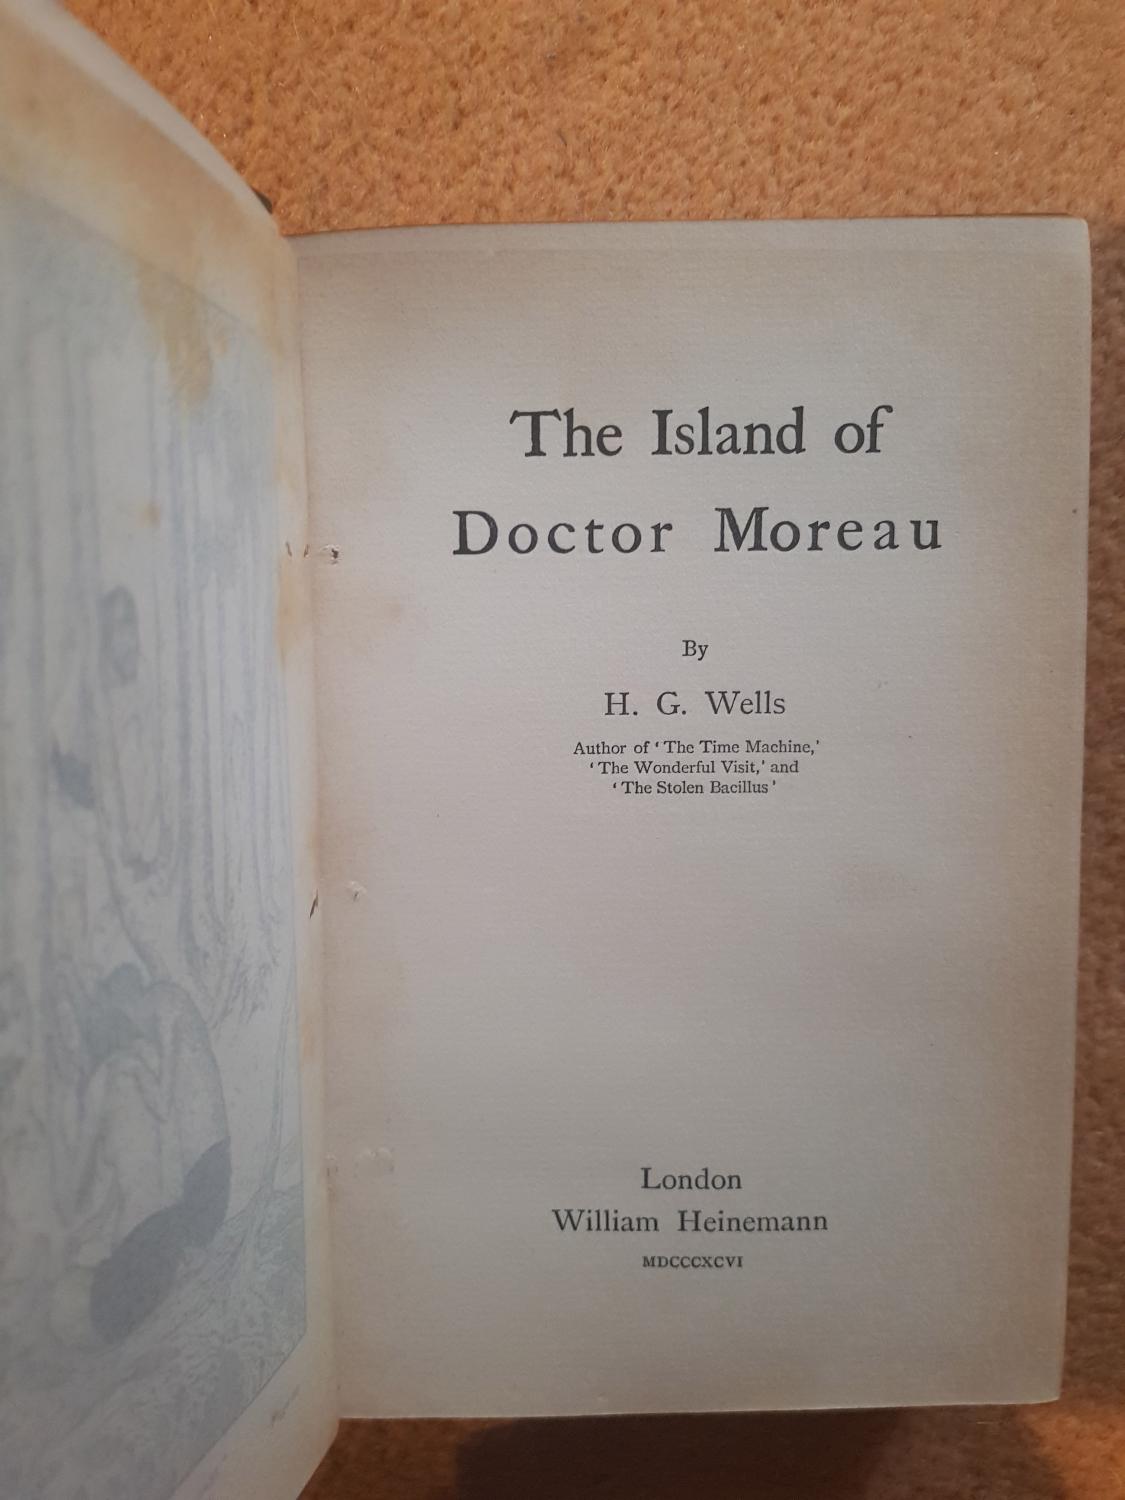 The Island of
Doctor Moreau
By
H. G. Wells
Author of ‘The Time Machine,’
‘The Wonderful Visit,’ and
‘The Stolen Bacillus’
London
William Heinemann
MDCCCXCVI